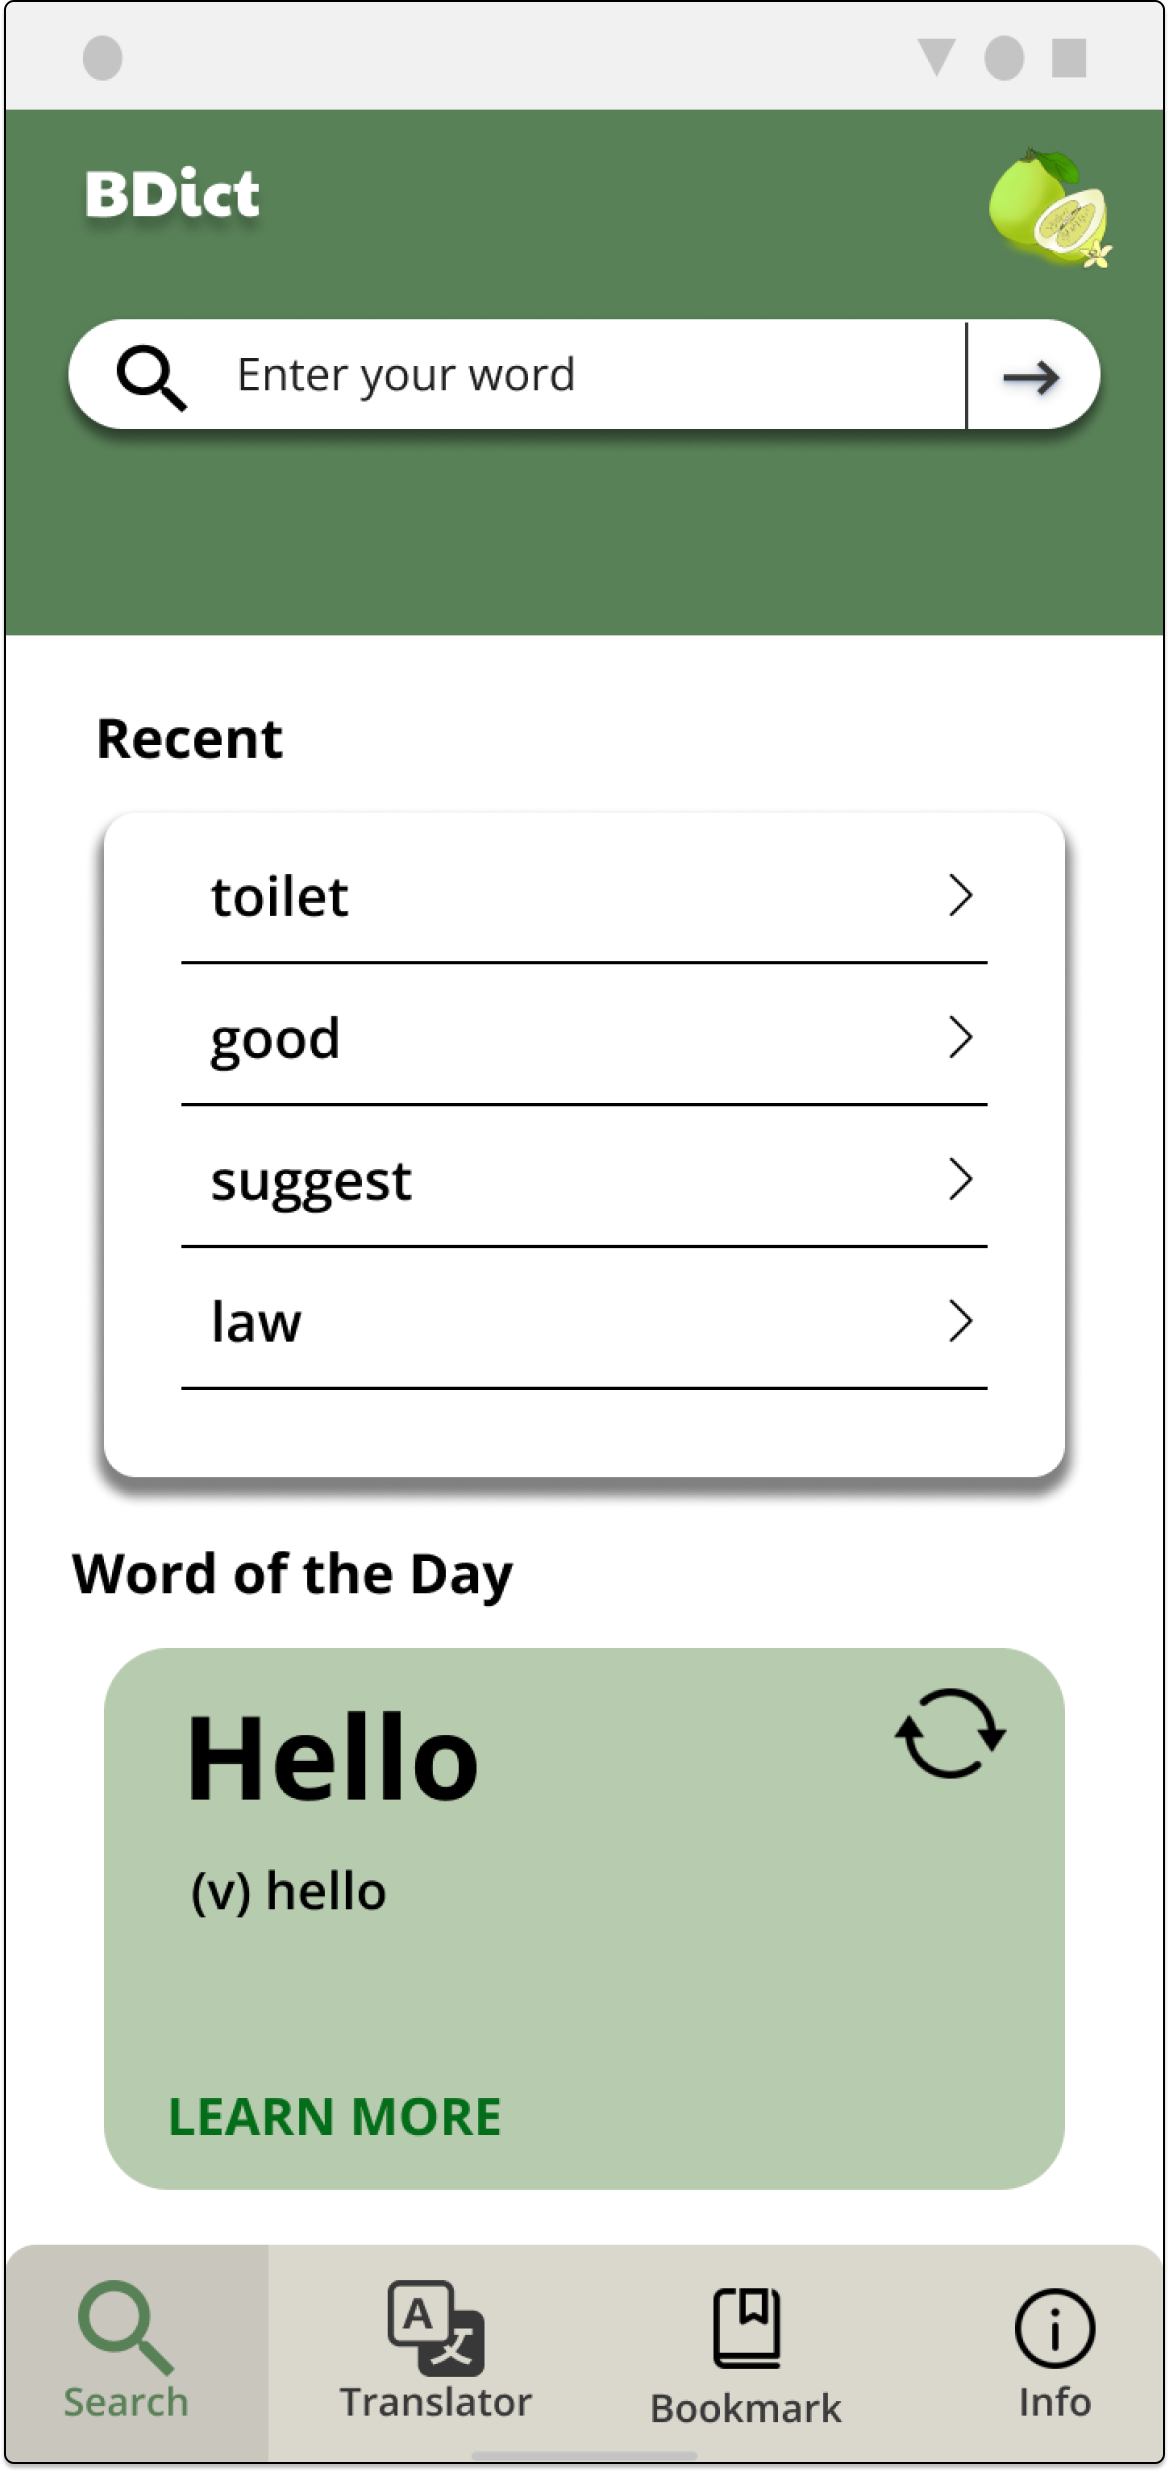 BDict
Enter your word
Recent
toilet
good
suggest
law
Word of the Day
Hello
(v) hello
LEARN MORE
A 文
Search
Translator
Bookmark
Info